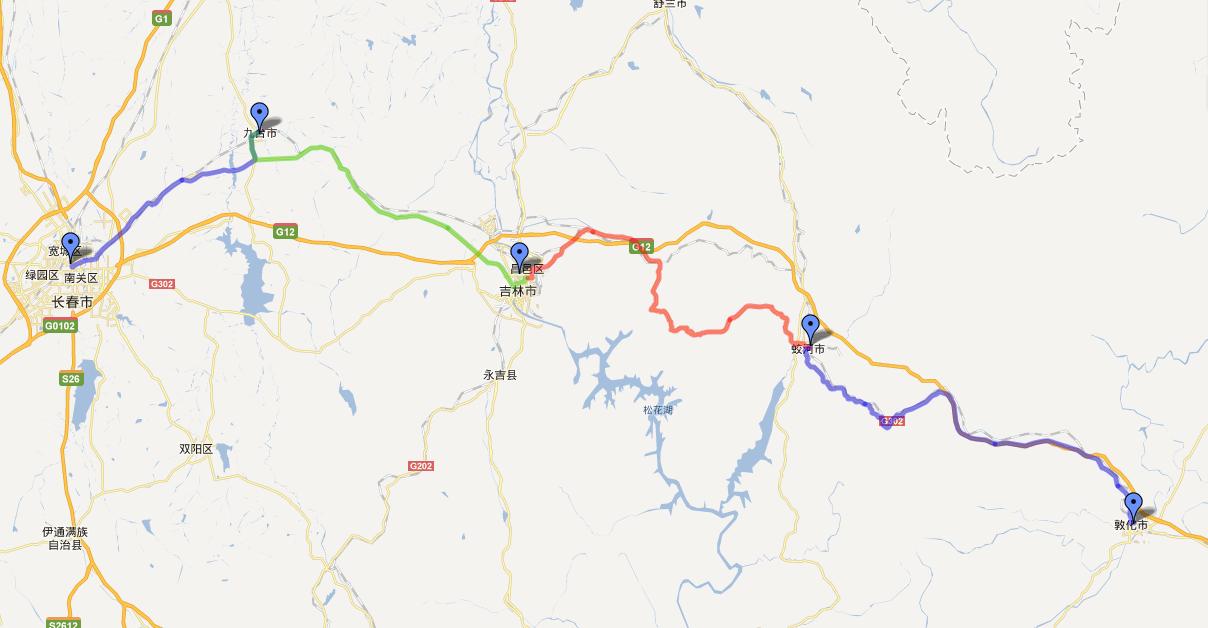 舒兰市
G1
九台市
G12
G12
宽城区
昌邑区
绿园区
南关区
G302
吉林市
长春市
G0102
蛟河市
S26
永吉县
松花湖
G302
双阳区
G202
敦化市
伊通满族
自治县
S2612